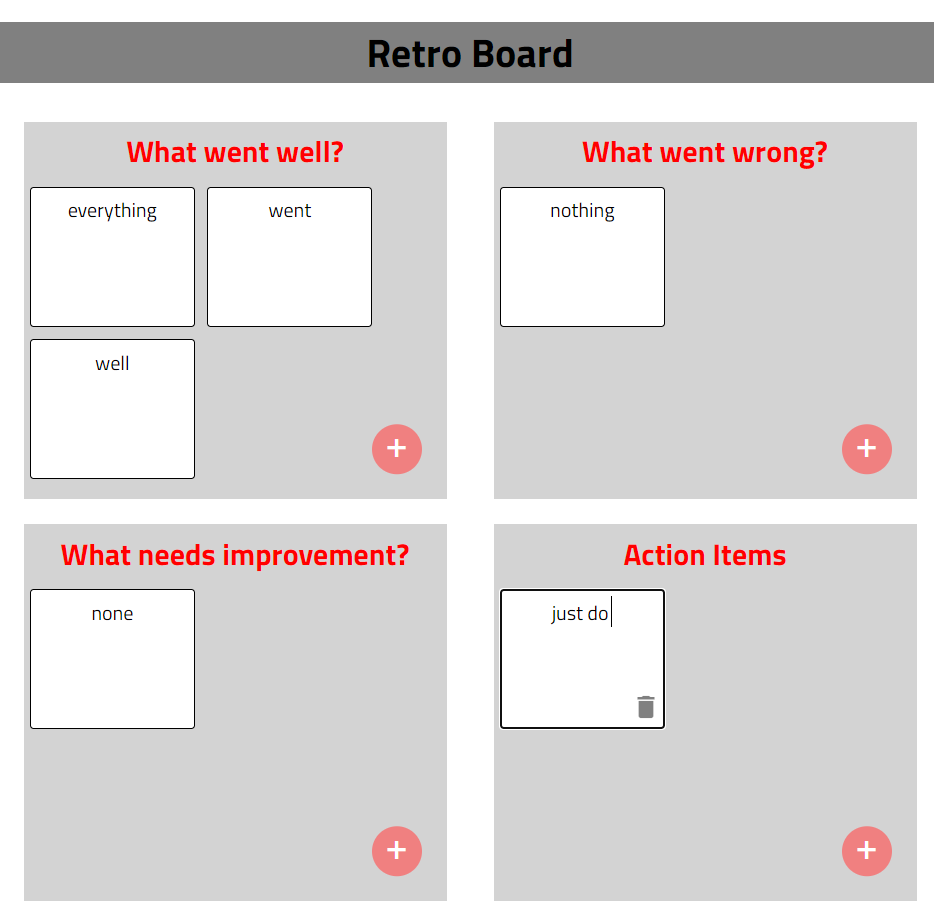 Retro Board
What went well?
everything
went
well
+
What went wrong?
nothing
+
What needs improvement?
none
+
Action Items
just do
+